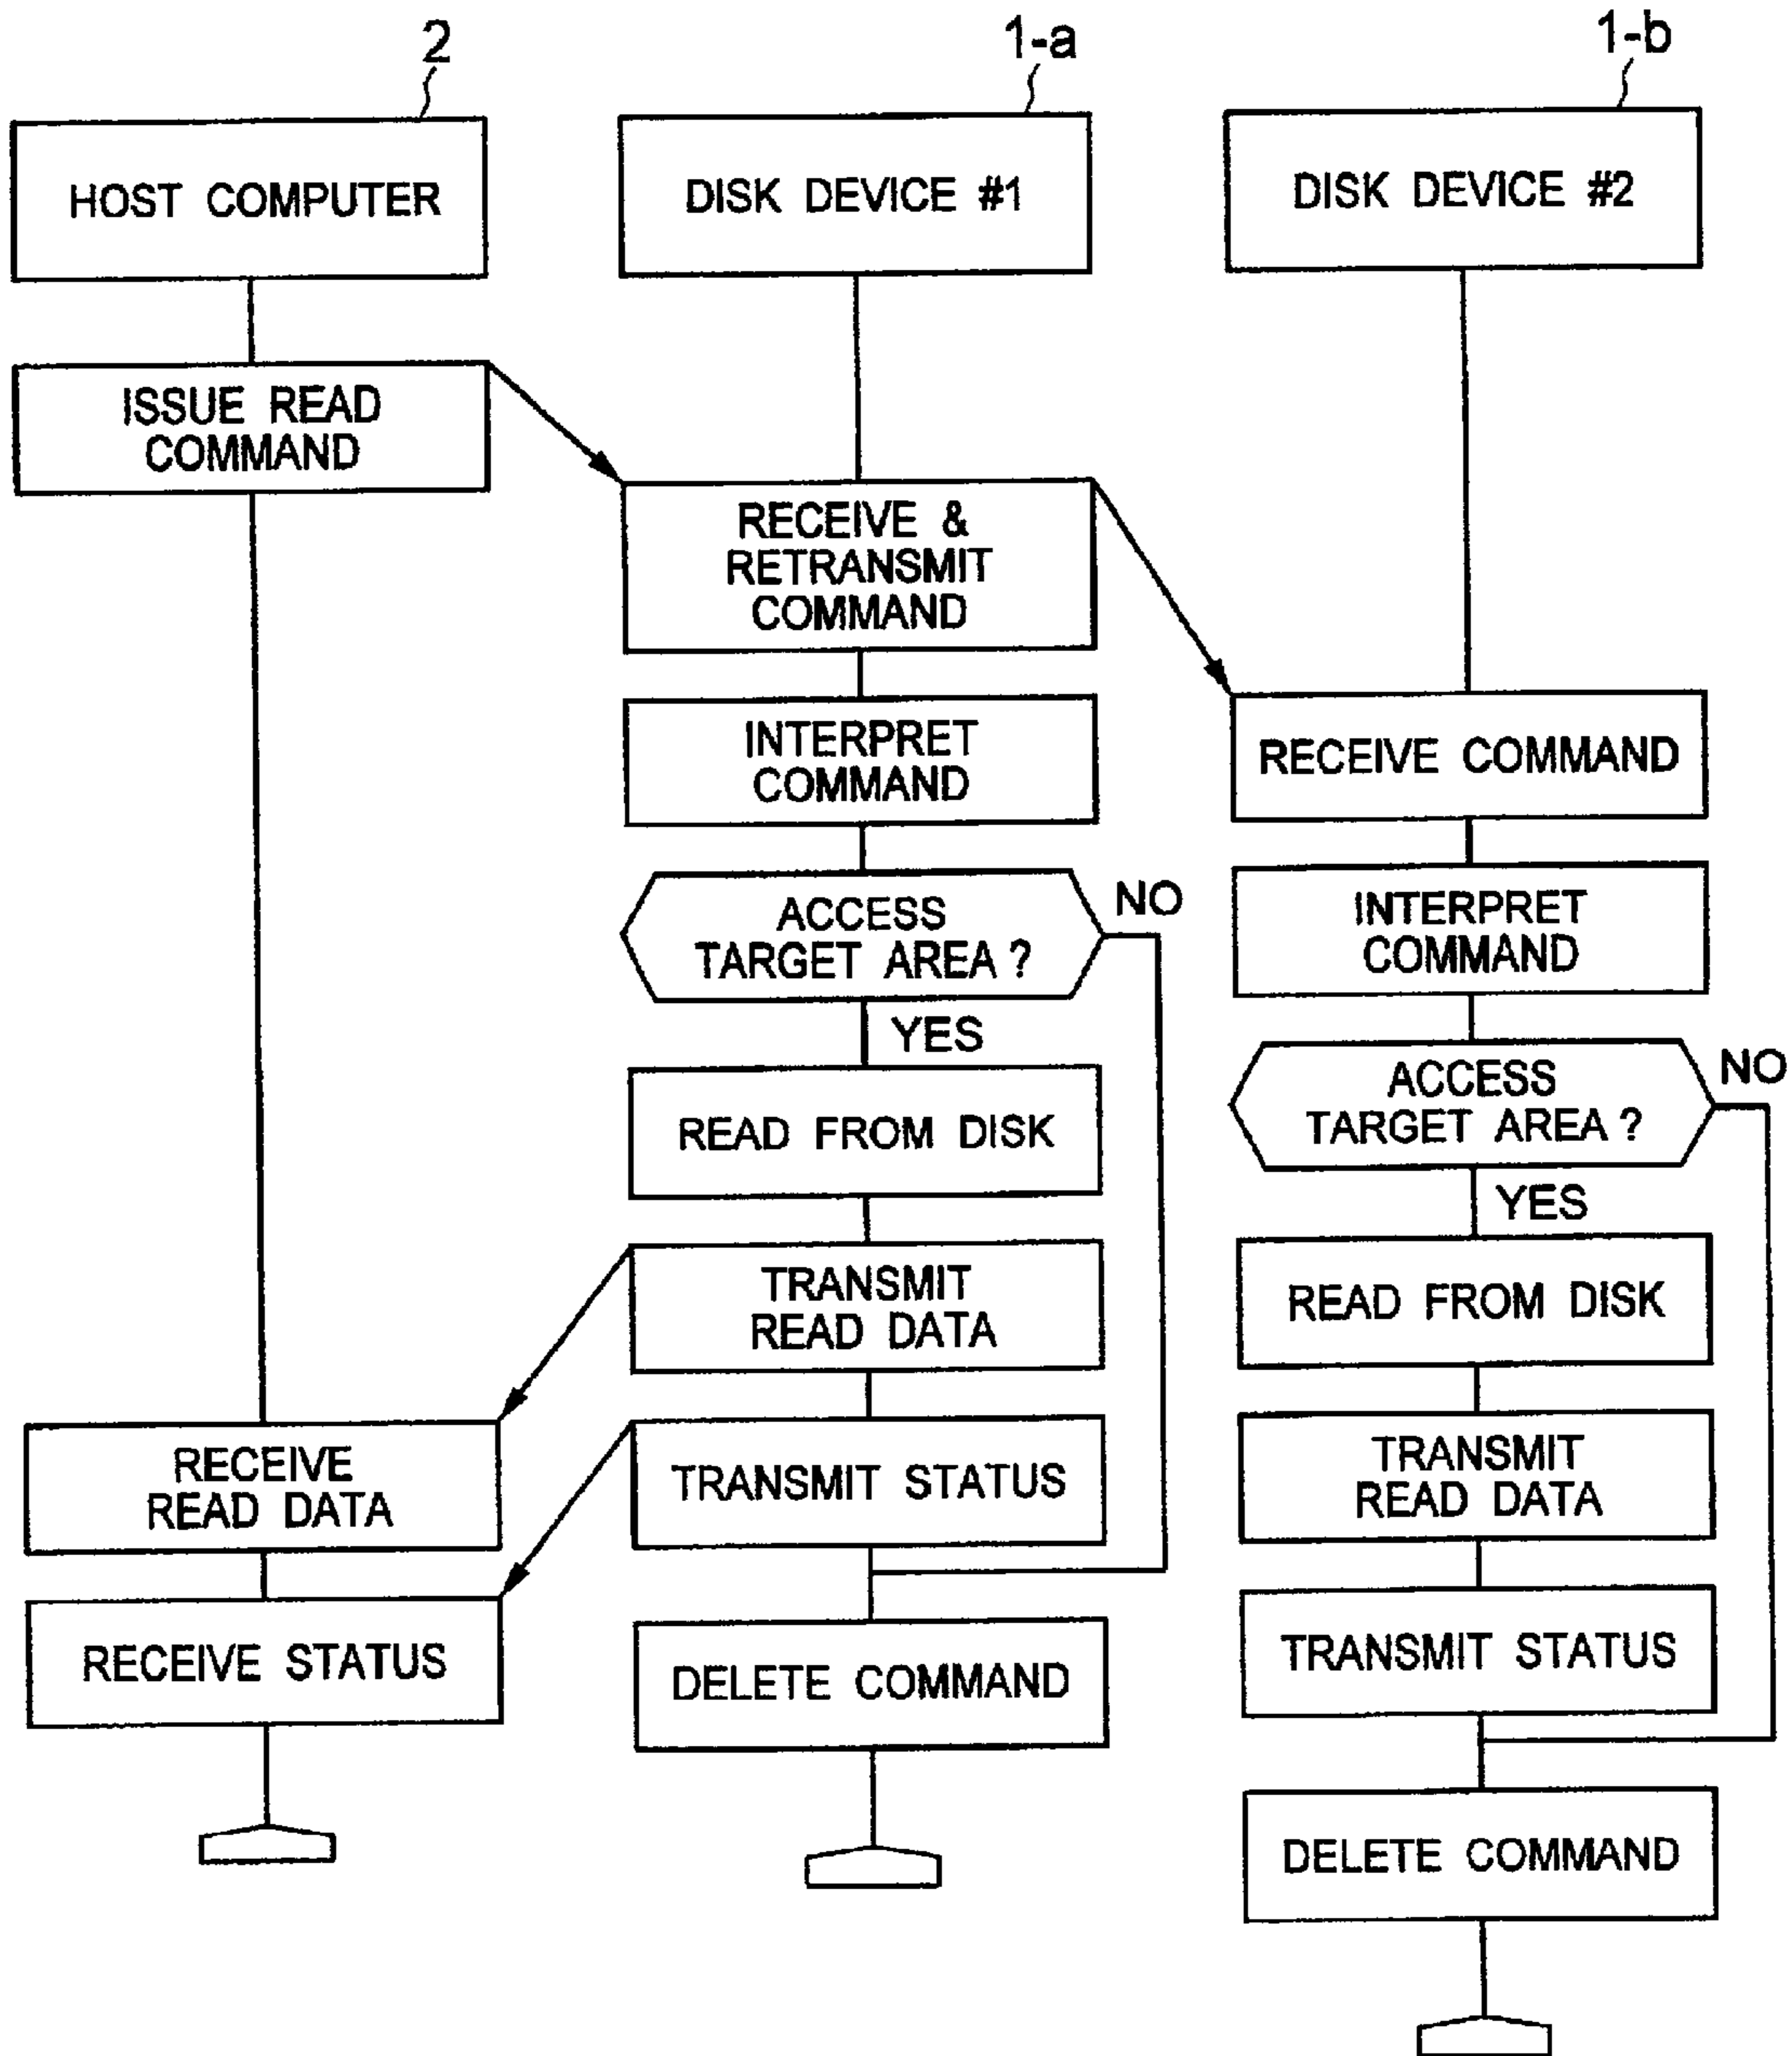 2
1-a
1-b
HOST COMPUTER
DISK DEVICE #1
DISK DEVICE #2
ISSUE READ
COMMAND
RECEIVE &
RETRANSMIT
COMMAND
INTERPRET
COMMAND
RECEIVE COMMAND
ACCESS
TARGET AREA?
NO
YES
INTERPRET
COMMAND
READ FROM DISK
ACCESS
TARGET AREA?
NO
YES
TRANSMIT
READ DATA
READ FROM DISK
RECEIVE
READ DATA
TRANSMIT STATUS
TRANSMIT
READ DATA
RECEIVE STATUS
DELETE COMMAND
TRANSMIT STATUS
DELETE COMMAND